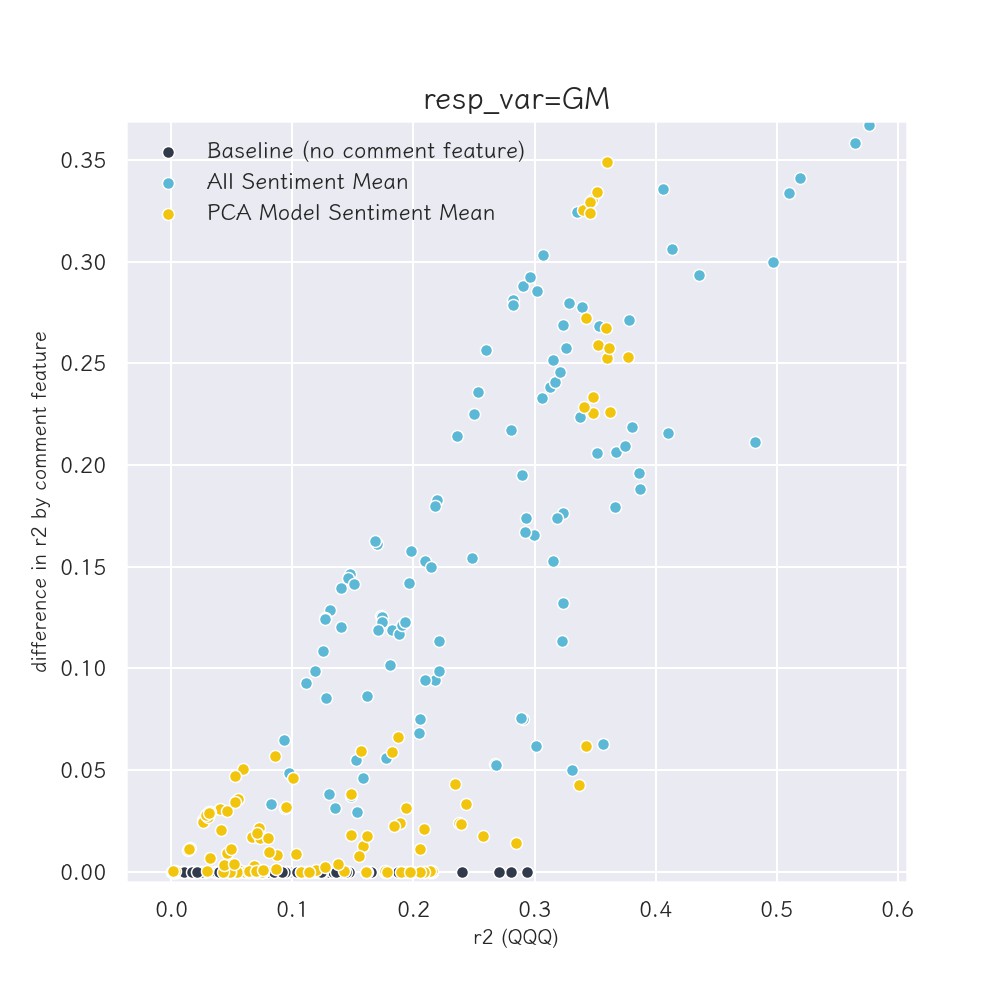 resp_var=GM
Baseline (no comment feature)
All Sentiment Mean
PCA Model Sentiment Mean
difference in r2 by comment feature
0.35
0.30
0.25
0.20
0.15
0.10
0.05
0.00
0.0 0.1 0.2 0.3 0.4 0.5 0.6
r2 (QQQ)